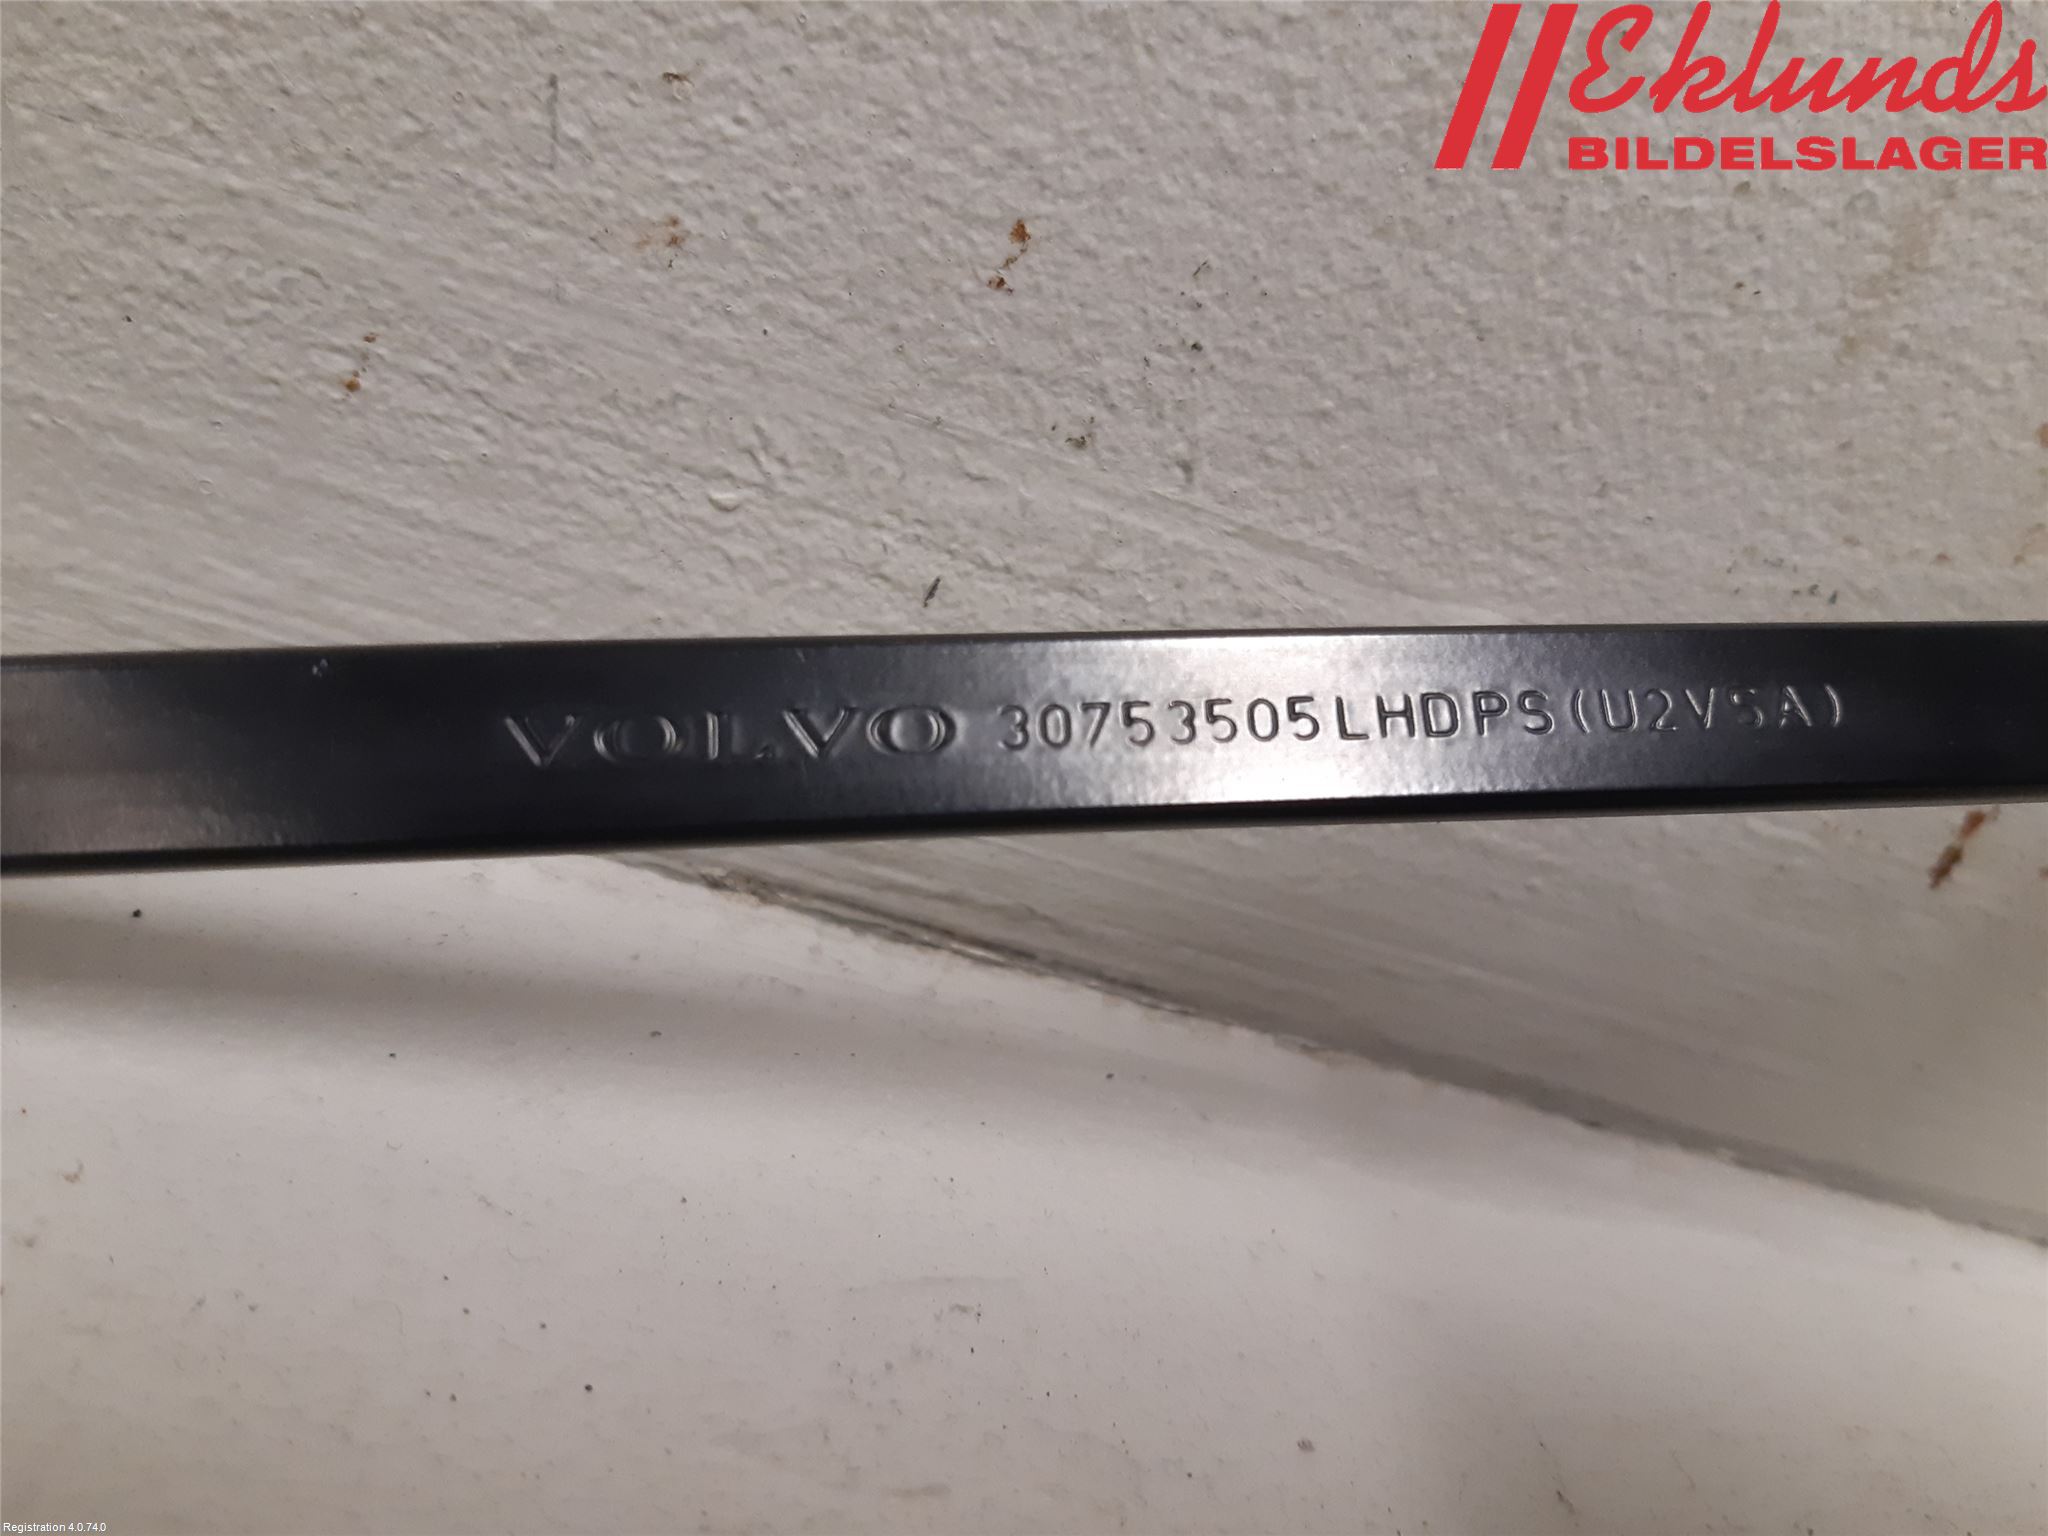 Eklunds
BILDELSLAGER
VOLVO 30753505LHDPS(U2VSA)
Registration 4.0.74.0